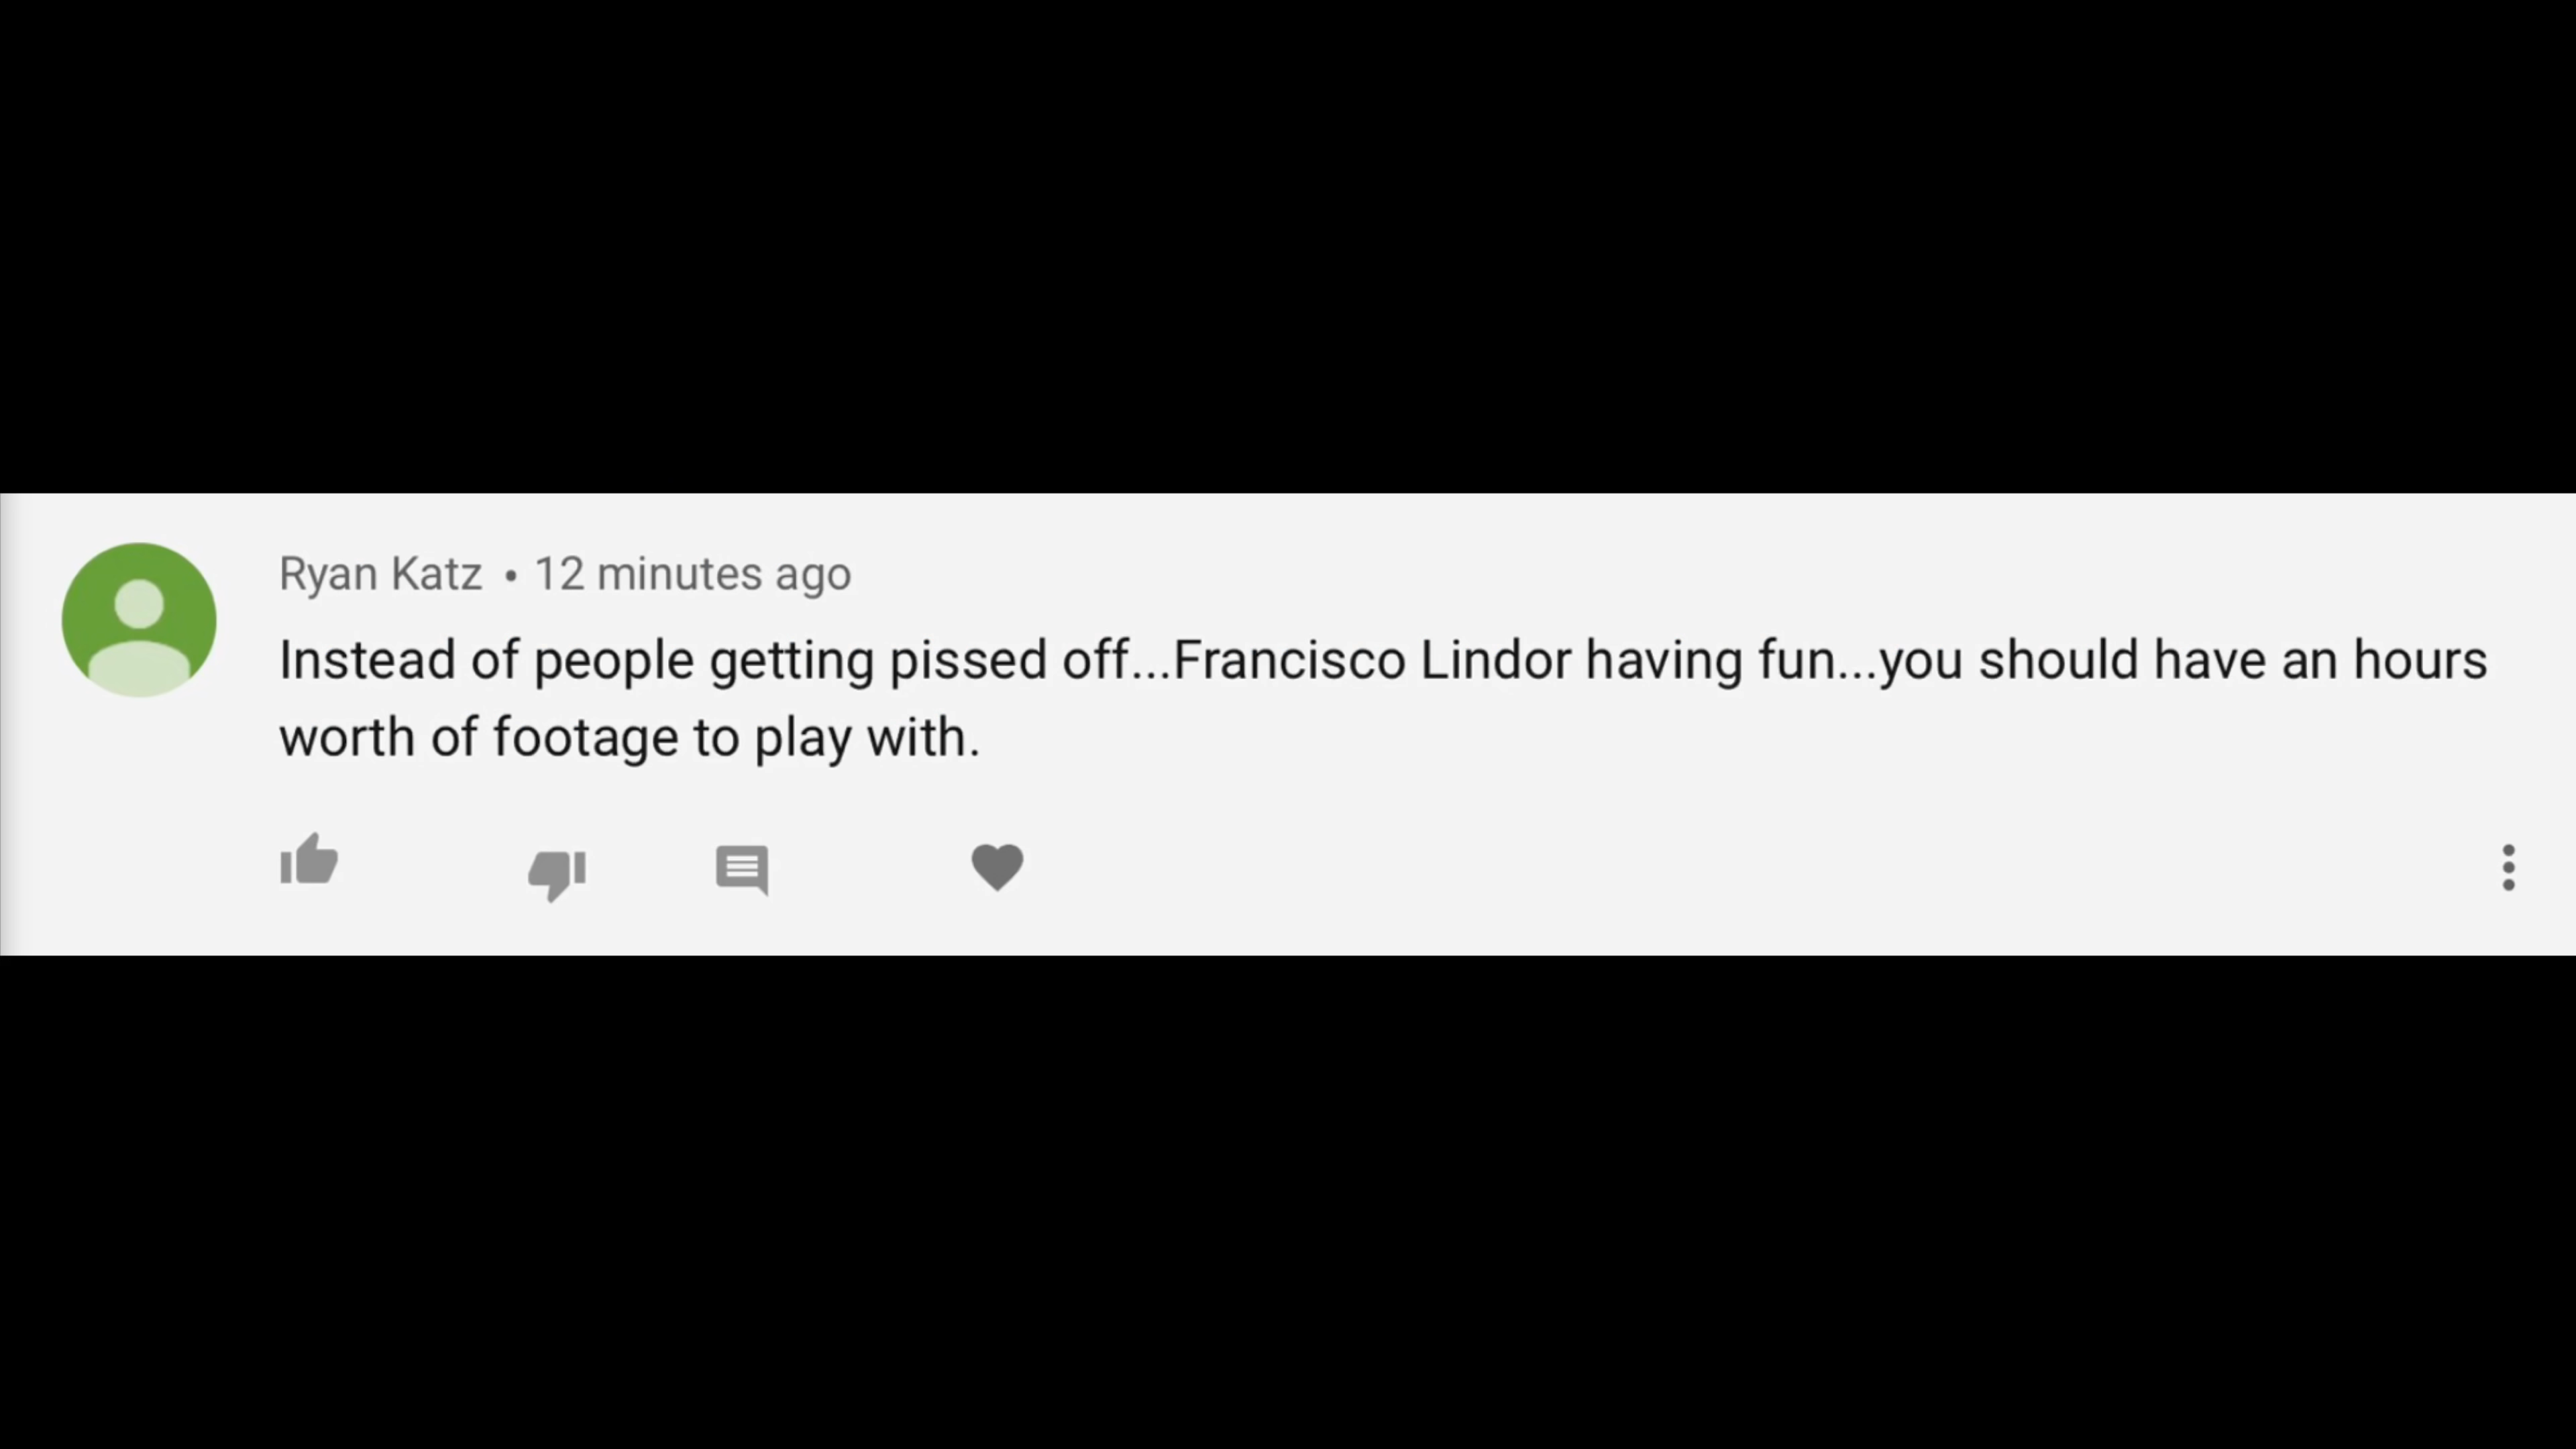 Ryan Katz • 12 minutes ago
Instead of people getting pissed off...Francisco Lindor having fun...you should have an hours
worth of footage to play with.